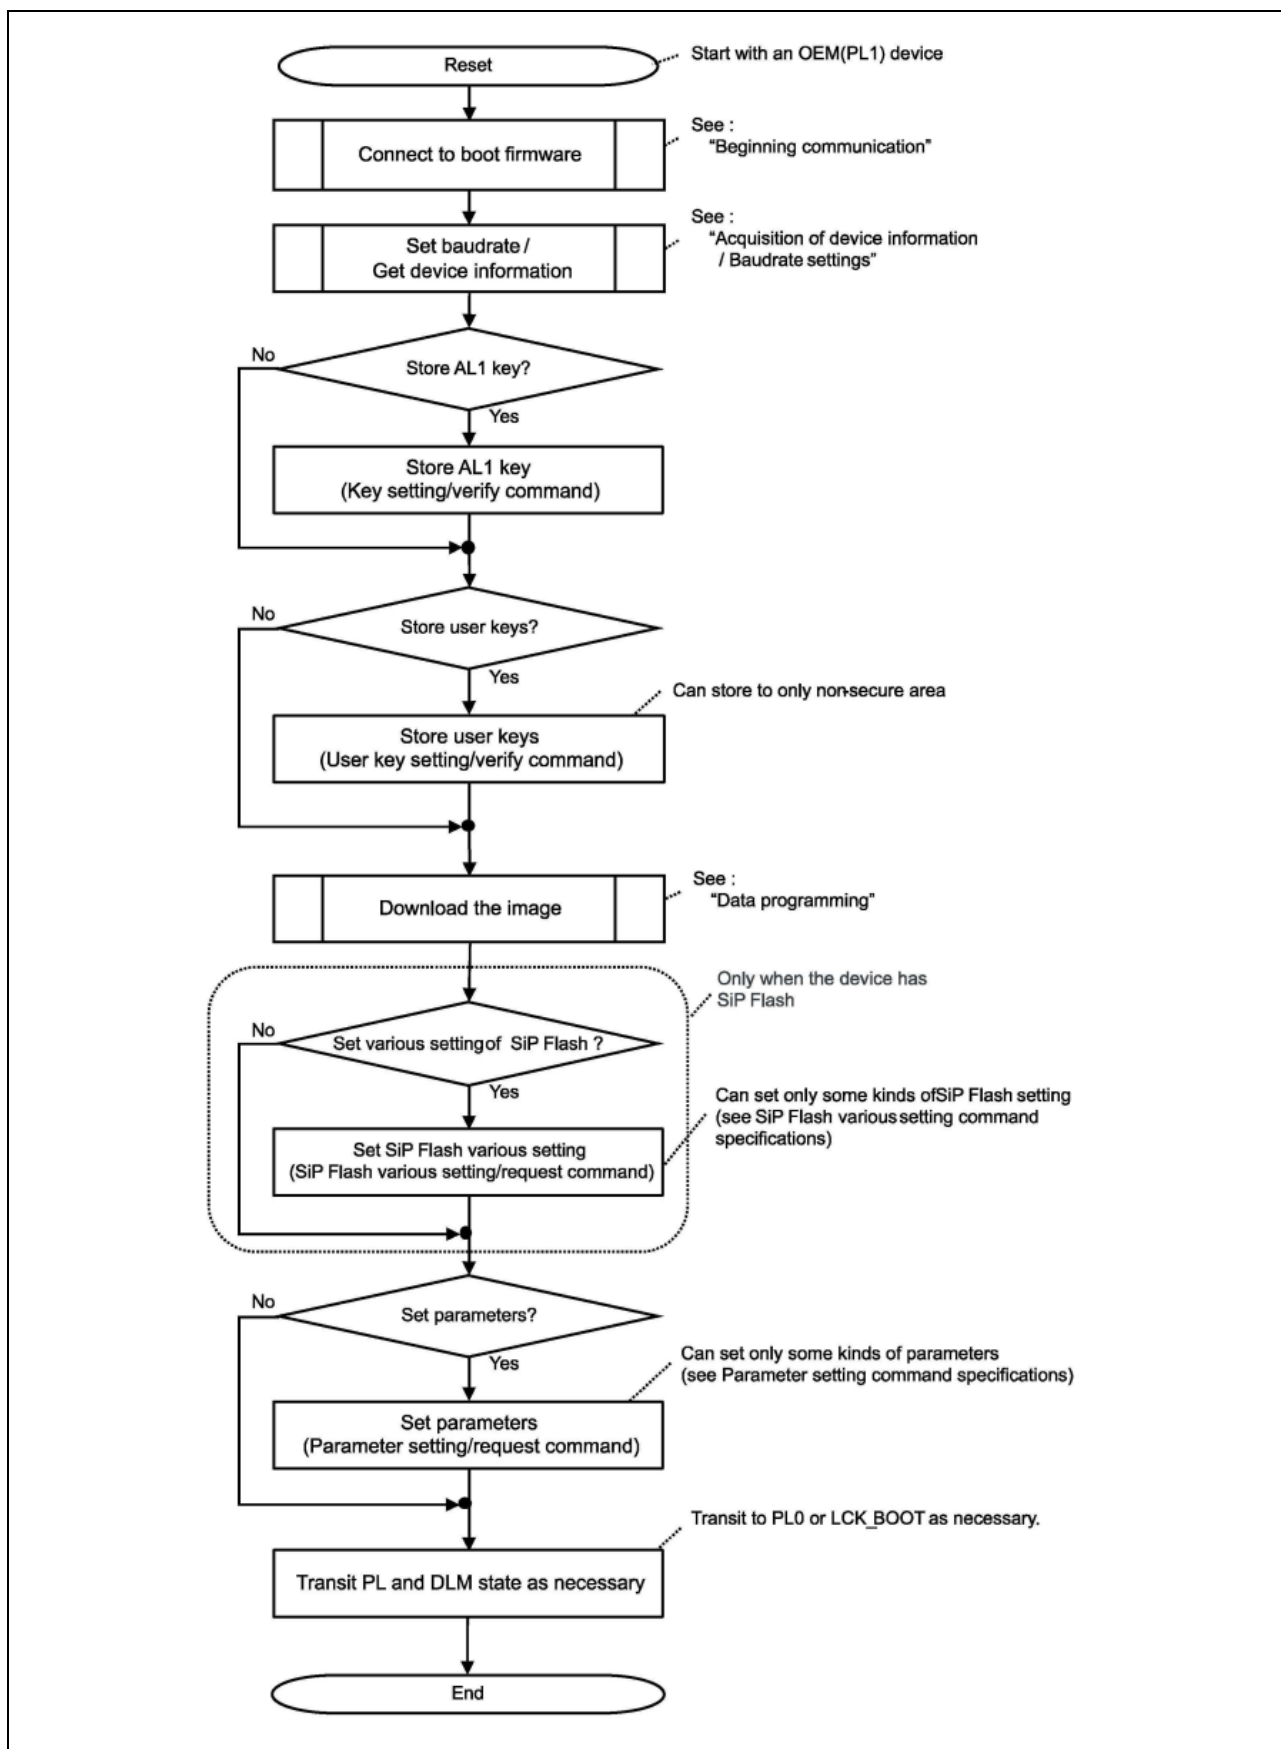 Reset
Start with an OEM(PL1) device
Connect to boot firmware
See :
“Beginning communication”
Set baudrate /
Get device information
See :
“Acquisition of device information
/ Baudrate settings”
No
Store AL1 key?
Yes
Store AL1 key
(Key setting/verify command)
No
Store user keys?
Yes
Can store to only non-secure area
Store user keys
(User key setting/verify command)
Download the image
See :
“Data programming”
Only when the device has
SiP Flash
No
Set various setting of SiP Flash ?
Yes
Can set only some kinds of SiP Flash setting
(see SiP Flash various setting command
specifications)
Set SiP Flash various setting
(SiP Flash various setting/request command)
No
Set parameters?
Yes
Can set only some kinds of parameters
(see Parameter setting command specifications)
Set parameters
(Parameter setting/request command)
Transit to PL0 or LCK_BOOT as necessary.
Transit PL and DLM state as necessary
End